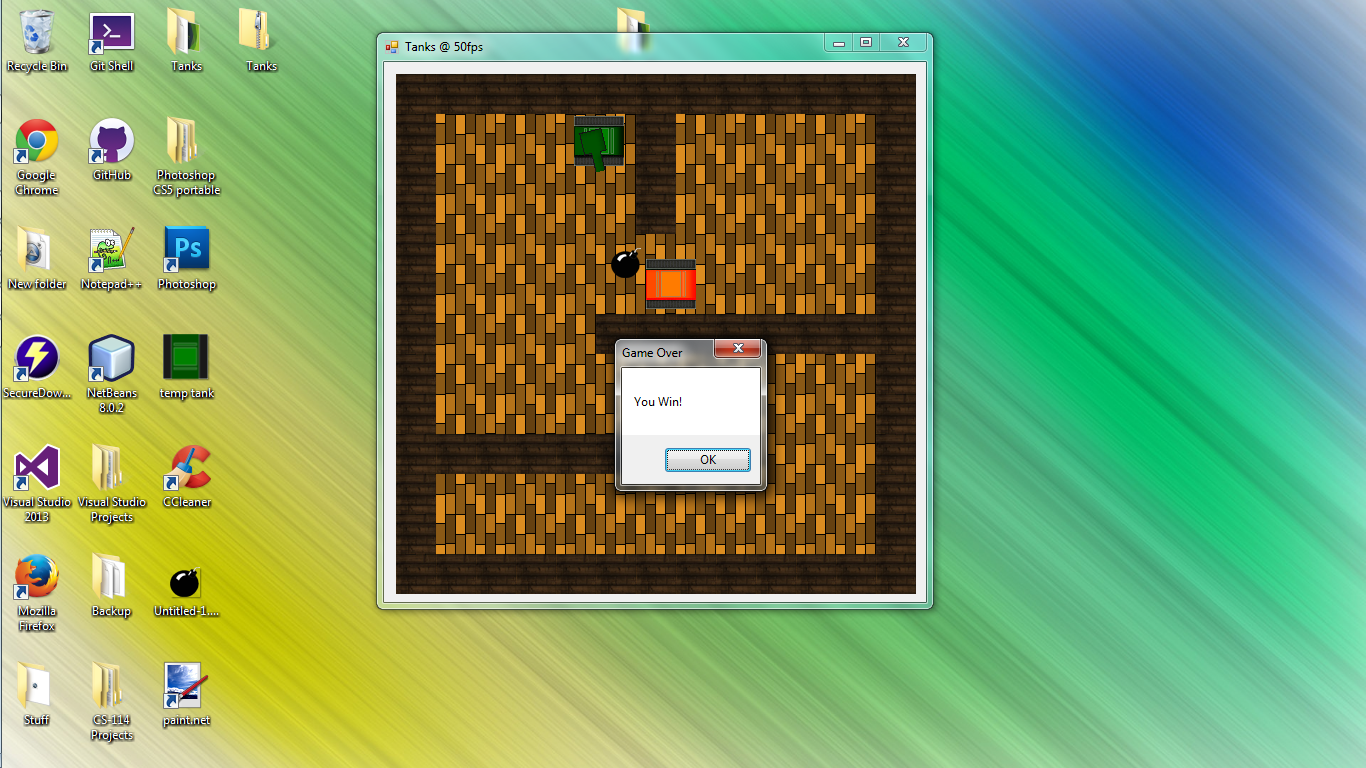 Recycle Bin
Git Shell
Tanks
Tanks
Google
Chrome
GitHub
Photoshop
CS5 portable
New folder
Notepad++
Photoshop
Ps
SecureDow...
NetBeans
8.0.2
temp tank
Visual Studio
2013
Visual Studio
Projects
CCleaner
Mozilla
Firefox
Backup
Untitled-1....
Stuff
CS-114
Projects
paint.net
Tanks @ 50fps
Game Over
You Win!
OK